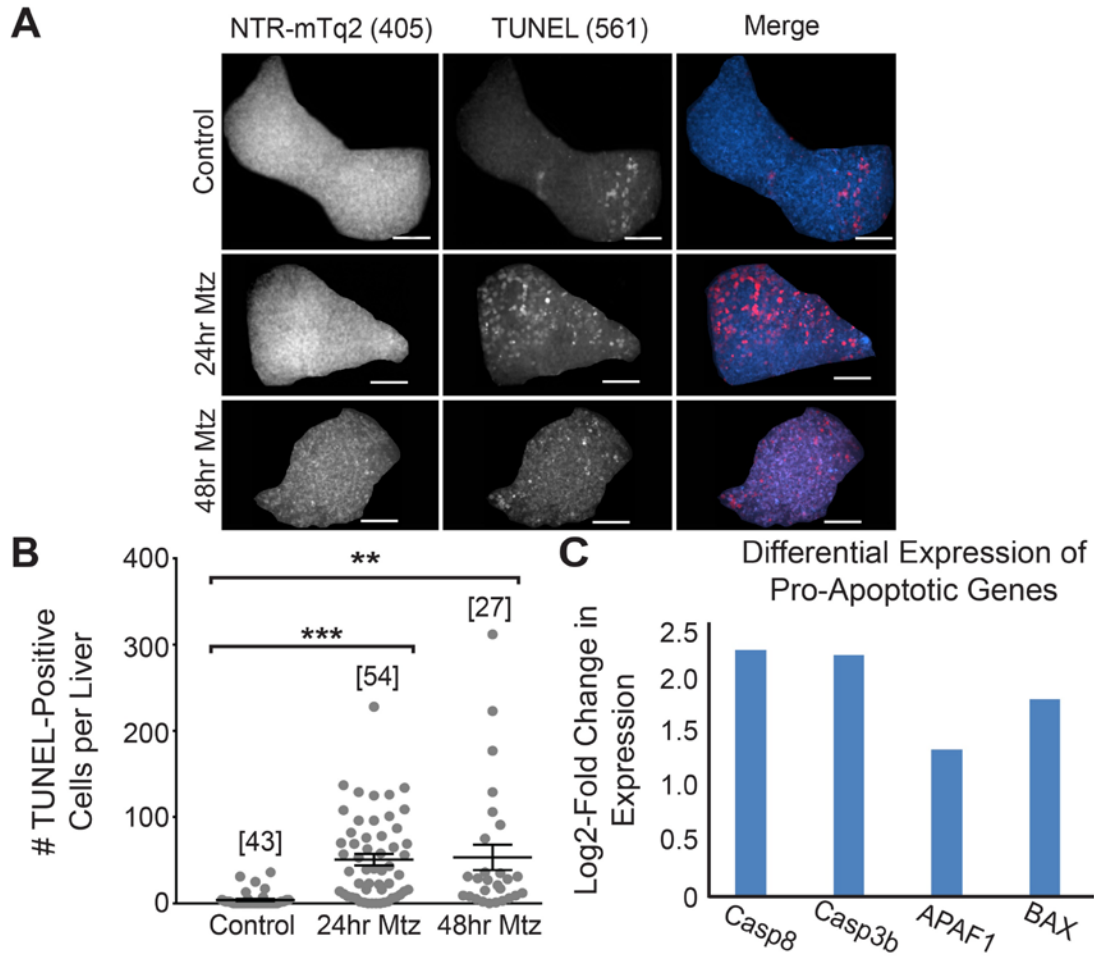 A
NTR-mTq2 (405) TUNEL (561) Merge
Control
24hr Mtz
48hr Mtz
B
# TUNEL-Positive
Cells per Liver
400
300
200
100
0
**
***
[43]
[54]
[27]
Control 24hr Mtz 48hr Mtz
C
Differential Expression of
Pro-Apoptotic Genes
Log2-Fold Change in
Expression
2.5
2.0
1.5
1.0
0.5
0
Casp8 Casp3b APAF1 BAX